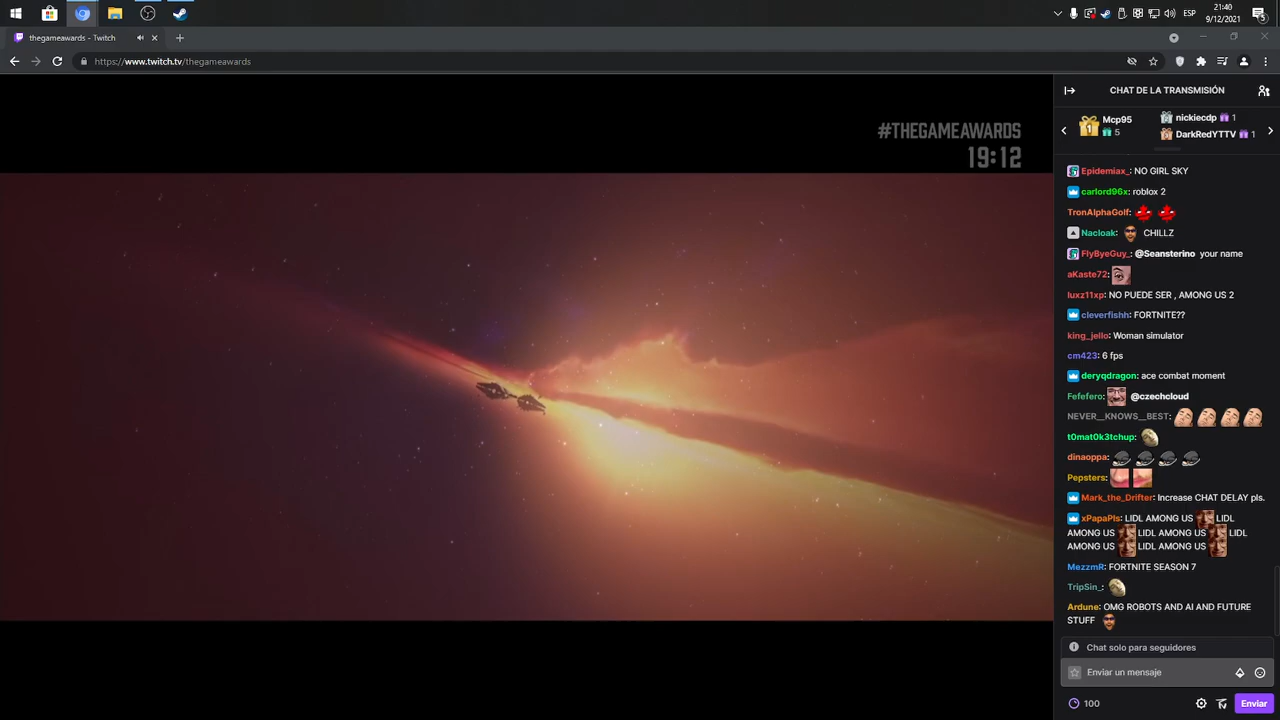 21:40
ESP
9/12/2021
5
thegameawards - Twitch
https://www.twitch.tv/thegameawards
CHAT DE LA TRANSMISIÓN
#THEGAMEAWARDS
19:12
1
Mcp95
5
nickiecdp 1
DarkRedYTTV 1
Epidemiax_: NO GIRL SKY
carlord96x: roblox 2
TronAlphaGolf:
Nacloak: CHILLZ
FlyByeGuy_: @Seansterino your name
aKaste72:
luxz11xp: NO PUEDE SER , AMONG US 2
cleverfishh: FORTNITE??
king_jello: Woman simulator
cm423: 6 fps
deryqdragon: ace combat moment
Fefefero: @czechcloud
NEVER__KNOWS__BEST:
t0mat0k3tchup:
dinaoppa:
Pepsters:
Mark_the_Drifter: Increase CHAT DELAY pls.
xPapaPls: LIDL AMONG US LIDL
AMONG US LIDL AMONG US LIDL
AMONG US LIDL AMONG US
MezzmR: FORTNITE SEASON 7
TripSin_:
Ardune: OMG ROBOTS AND AI AND FUTURE
STUFF
Chat solo para seguidores
Enviar un mensaje
100
Enviar